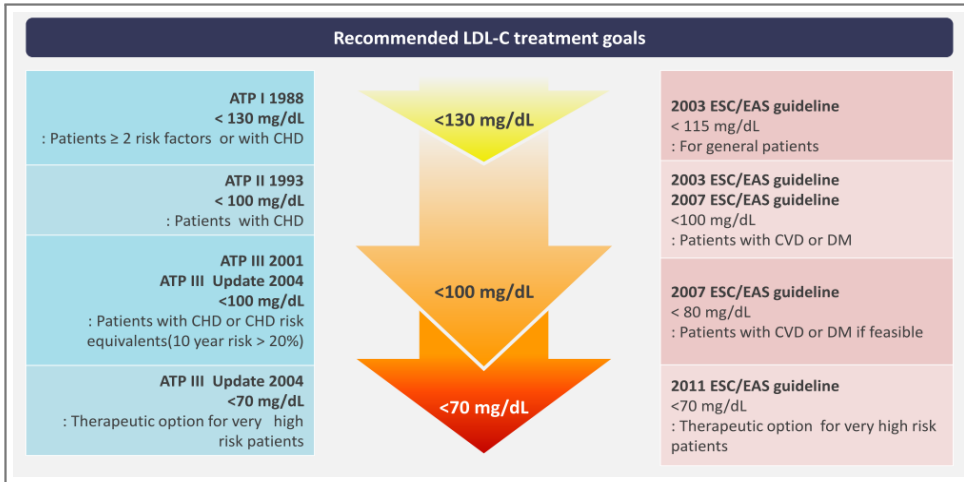 Recommended LDL-C treatment goals
ATP I 1988
< 130 mg/dL
: Patients ≥ 2 risk factors or with CHD
ATP II 1993
< 100 mg/dL
: Patients with CHD
ATP III 2001
ATP III Update 2004
<100 mg/dL
: Patients with CHD or CHD risk
equivalents(10 year risk > 20%)
ATP III Update 2004
<70 mg/dL
: Therapeutic option for very high
risk patients
<130 mg/dL
<100 mg/dL
<70 mg/dL
2003 ESC/EAS guideline
< 115 mg/dL
: For general patients
2003 ESC/EAS guideline
2007 ESC/EAS guideline
<100 mg/dL
: Patients with CVD or DM
2007 ESC/EAS guideline
< 80 mg/dL
: Patients with CVD or DM if feasible
2011 ESC/EAS guideline
<70 mg/dL
: Therapeutic option for very high risk
patients